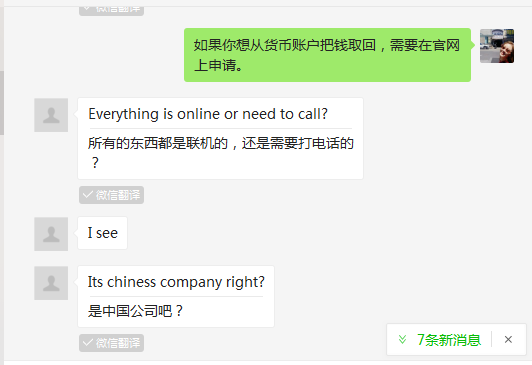 微信翻译
如果你想从货币账户把钱取回，需要在官网
上申请。
Everything is online or need to call?
所有的东西都是联机的，还是需要打电话的
？
微信翻译
I see
Its chiness company right?
是中国公司吧？
微信翻译
7条新消息